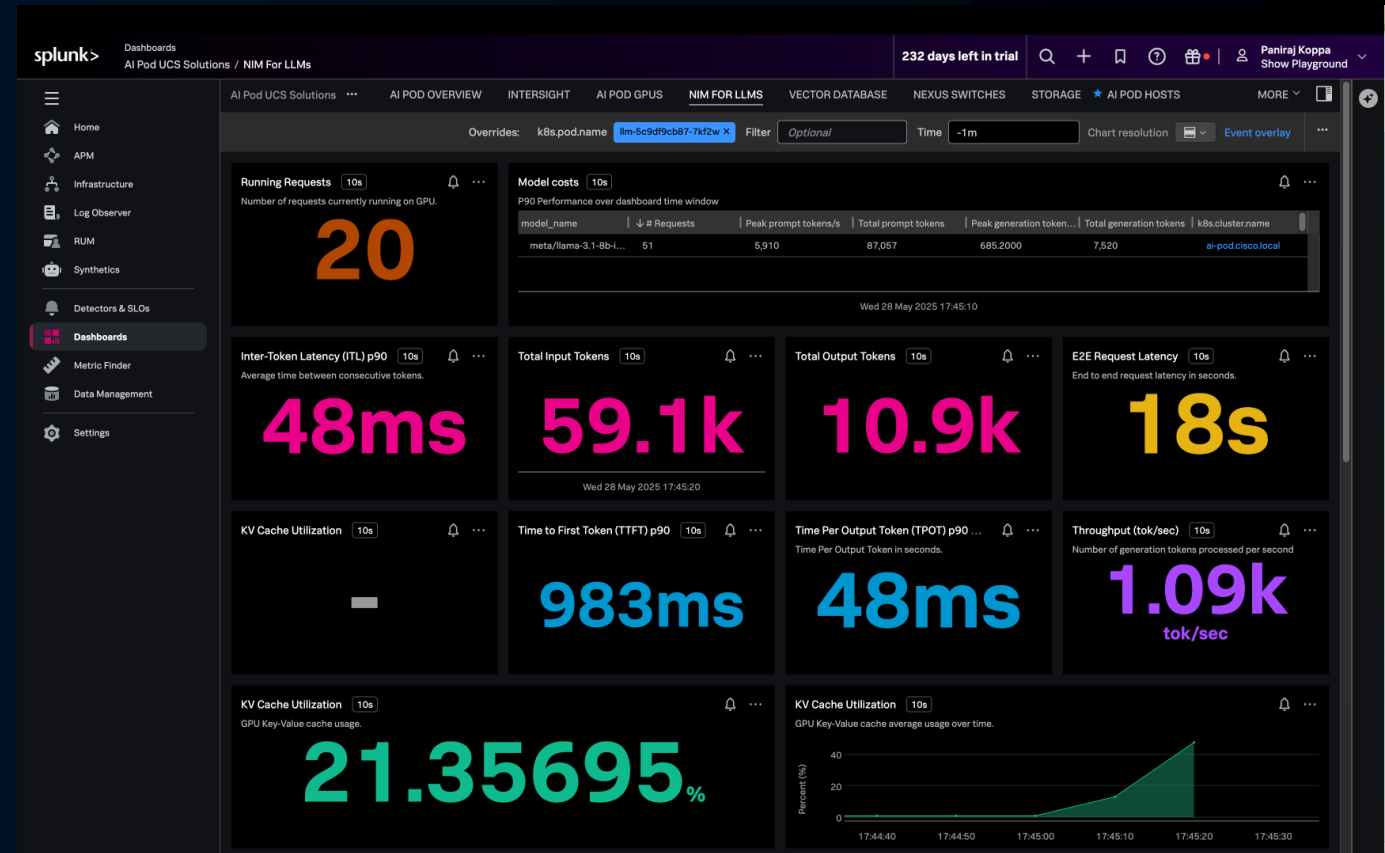 splunk>
Dashboards
AI Pod UCS Solutions / NIM For LLMs
232 days left in trial
Paniraj Koppa
Show Playground
Home
APM
Infrastructure
Log Observer
RUM
Synthetics
Detectors & SLOs
Dashboards
Metric Finder
Data Management
Settings
AI Pod UCS Solutions ··· AI POD OVERVIEW INTERSIGHT AI POD GPUS NIM FOR LLMS VECTOR DATABASE NEXUS SWITCHES STORAGE AI POD HOSTS MORE
Overrides: k8s.pod.name llm-5c9df9cb87-7kf2w × Filter Optional Time -1m Chart resolution Event overlay ···
Running Requests 10s
Number of requests currently running on GPU.
20
Model costs 10s
P90 Performance over dashboard time window
model_name ↓ # Requests Peak prompt tokens/s Total prompt tokens Peak generation token... Total generation tokens k8s.cluster.name
meta/llama-3.1-8b-i... 51 5,910 87,057 685.2000 7,520 ai-pod.cisco.local
Wed 28 May 2025 17:45:10
Inter-Token Latency (ITL) p90 10s
Average time between consecutive tokens.
48ms
Total Input Tokens 10s
59.1k
Wed 28 May 2025 17:45:20
Total Output Tokens 10s
10.9k
E2E Request Latency 10s
End to end request latency in seconds.
18s
KV Cache Utilization 10s
-
Time to First Token (TTFT) p90 10s
983ms
Time Per Output Token (TPOT) p90 ...
Time Per Output Token in seconds.
48ms
Throughput (tok/sec) 10s
Number of generation tokens processed per second
1.09k
tok/sec
KV Cache Utilization 10s
GPU Key-Value cache usage.
21.35695%
KV Cache Utilization 10s
GPU Key-Value cache average usage over time.
Percent (%)
40
20
0
17:44:40 17:44:50 17:45:00 17:45:10 17:45:20 17:45:30